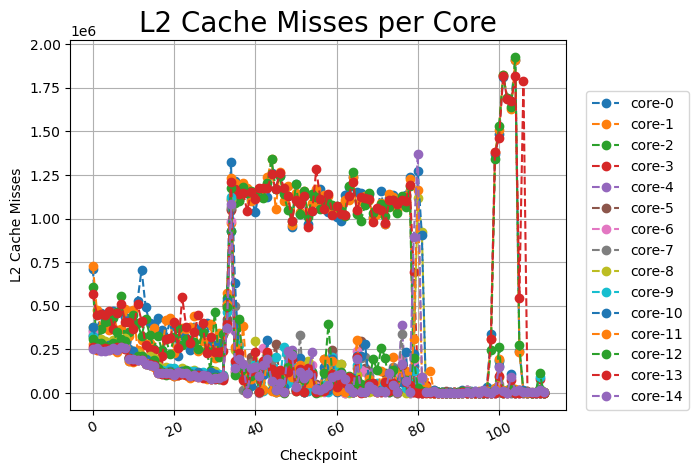 L2 Cache Misses per Core
1e6
2.00
1.75
1.50
1.25
1.00
0.75
0.50
0.25
0.00
L2 Cache Misses
0
20
40
60
80
100
Checkpoint
core-0
core-1
core-2
core-3
core-4
core-5
core-6
core-7
core-8
core-9
core-10
core-11
core-12
core-13
core-14